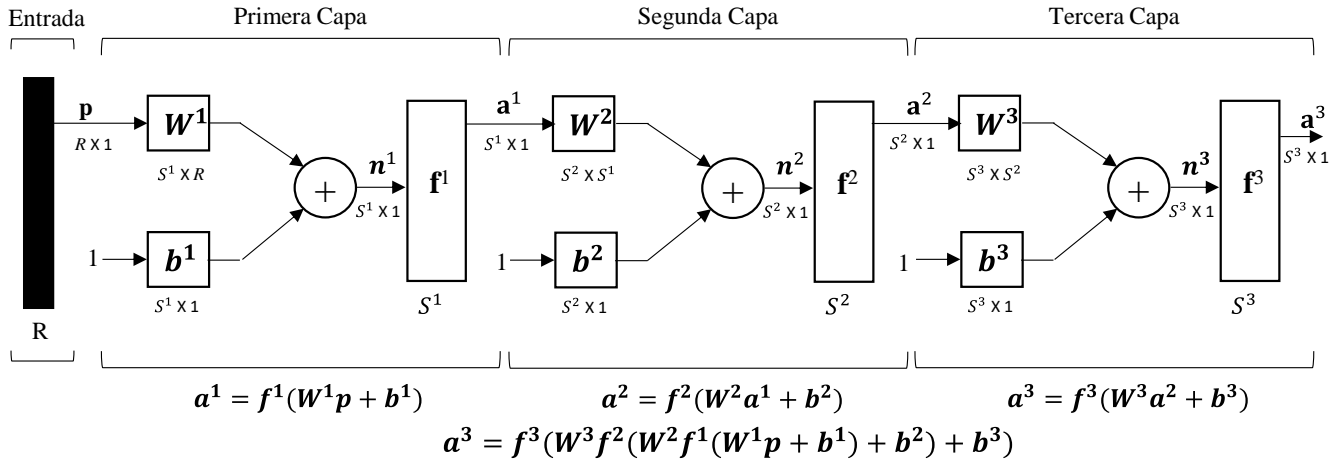 Entrada Primera Capa Segunda Capa Tercera Capa
p W¹ a¹ W² a² W³ a³
R X 1 S¹ X 1 S² X 1 S³ X 1
S¹ X R n¹ f¹ S² X S¹ n² f² S³ X S² n³ f³
+ S¹ X 1 + S² X 1 + S³ X 1
1 b¹ 1 b² 1 b³
S¹ X 1 S¹ S² X 1 S² S³ X 1 S³
R
a¹ = f¹(W¹p + b¹) a² = f²(W²a¹ + b²) a³ = f³(W³a² + b³)
a³ = f³(W³f²(W²f¹(W¹p + b¹) + b²) + b³)